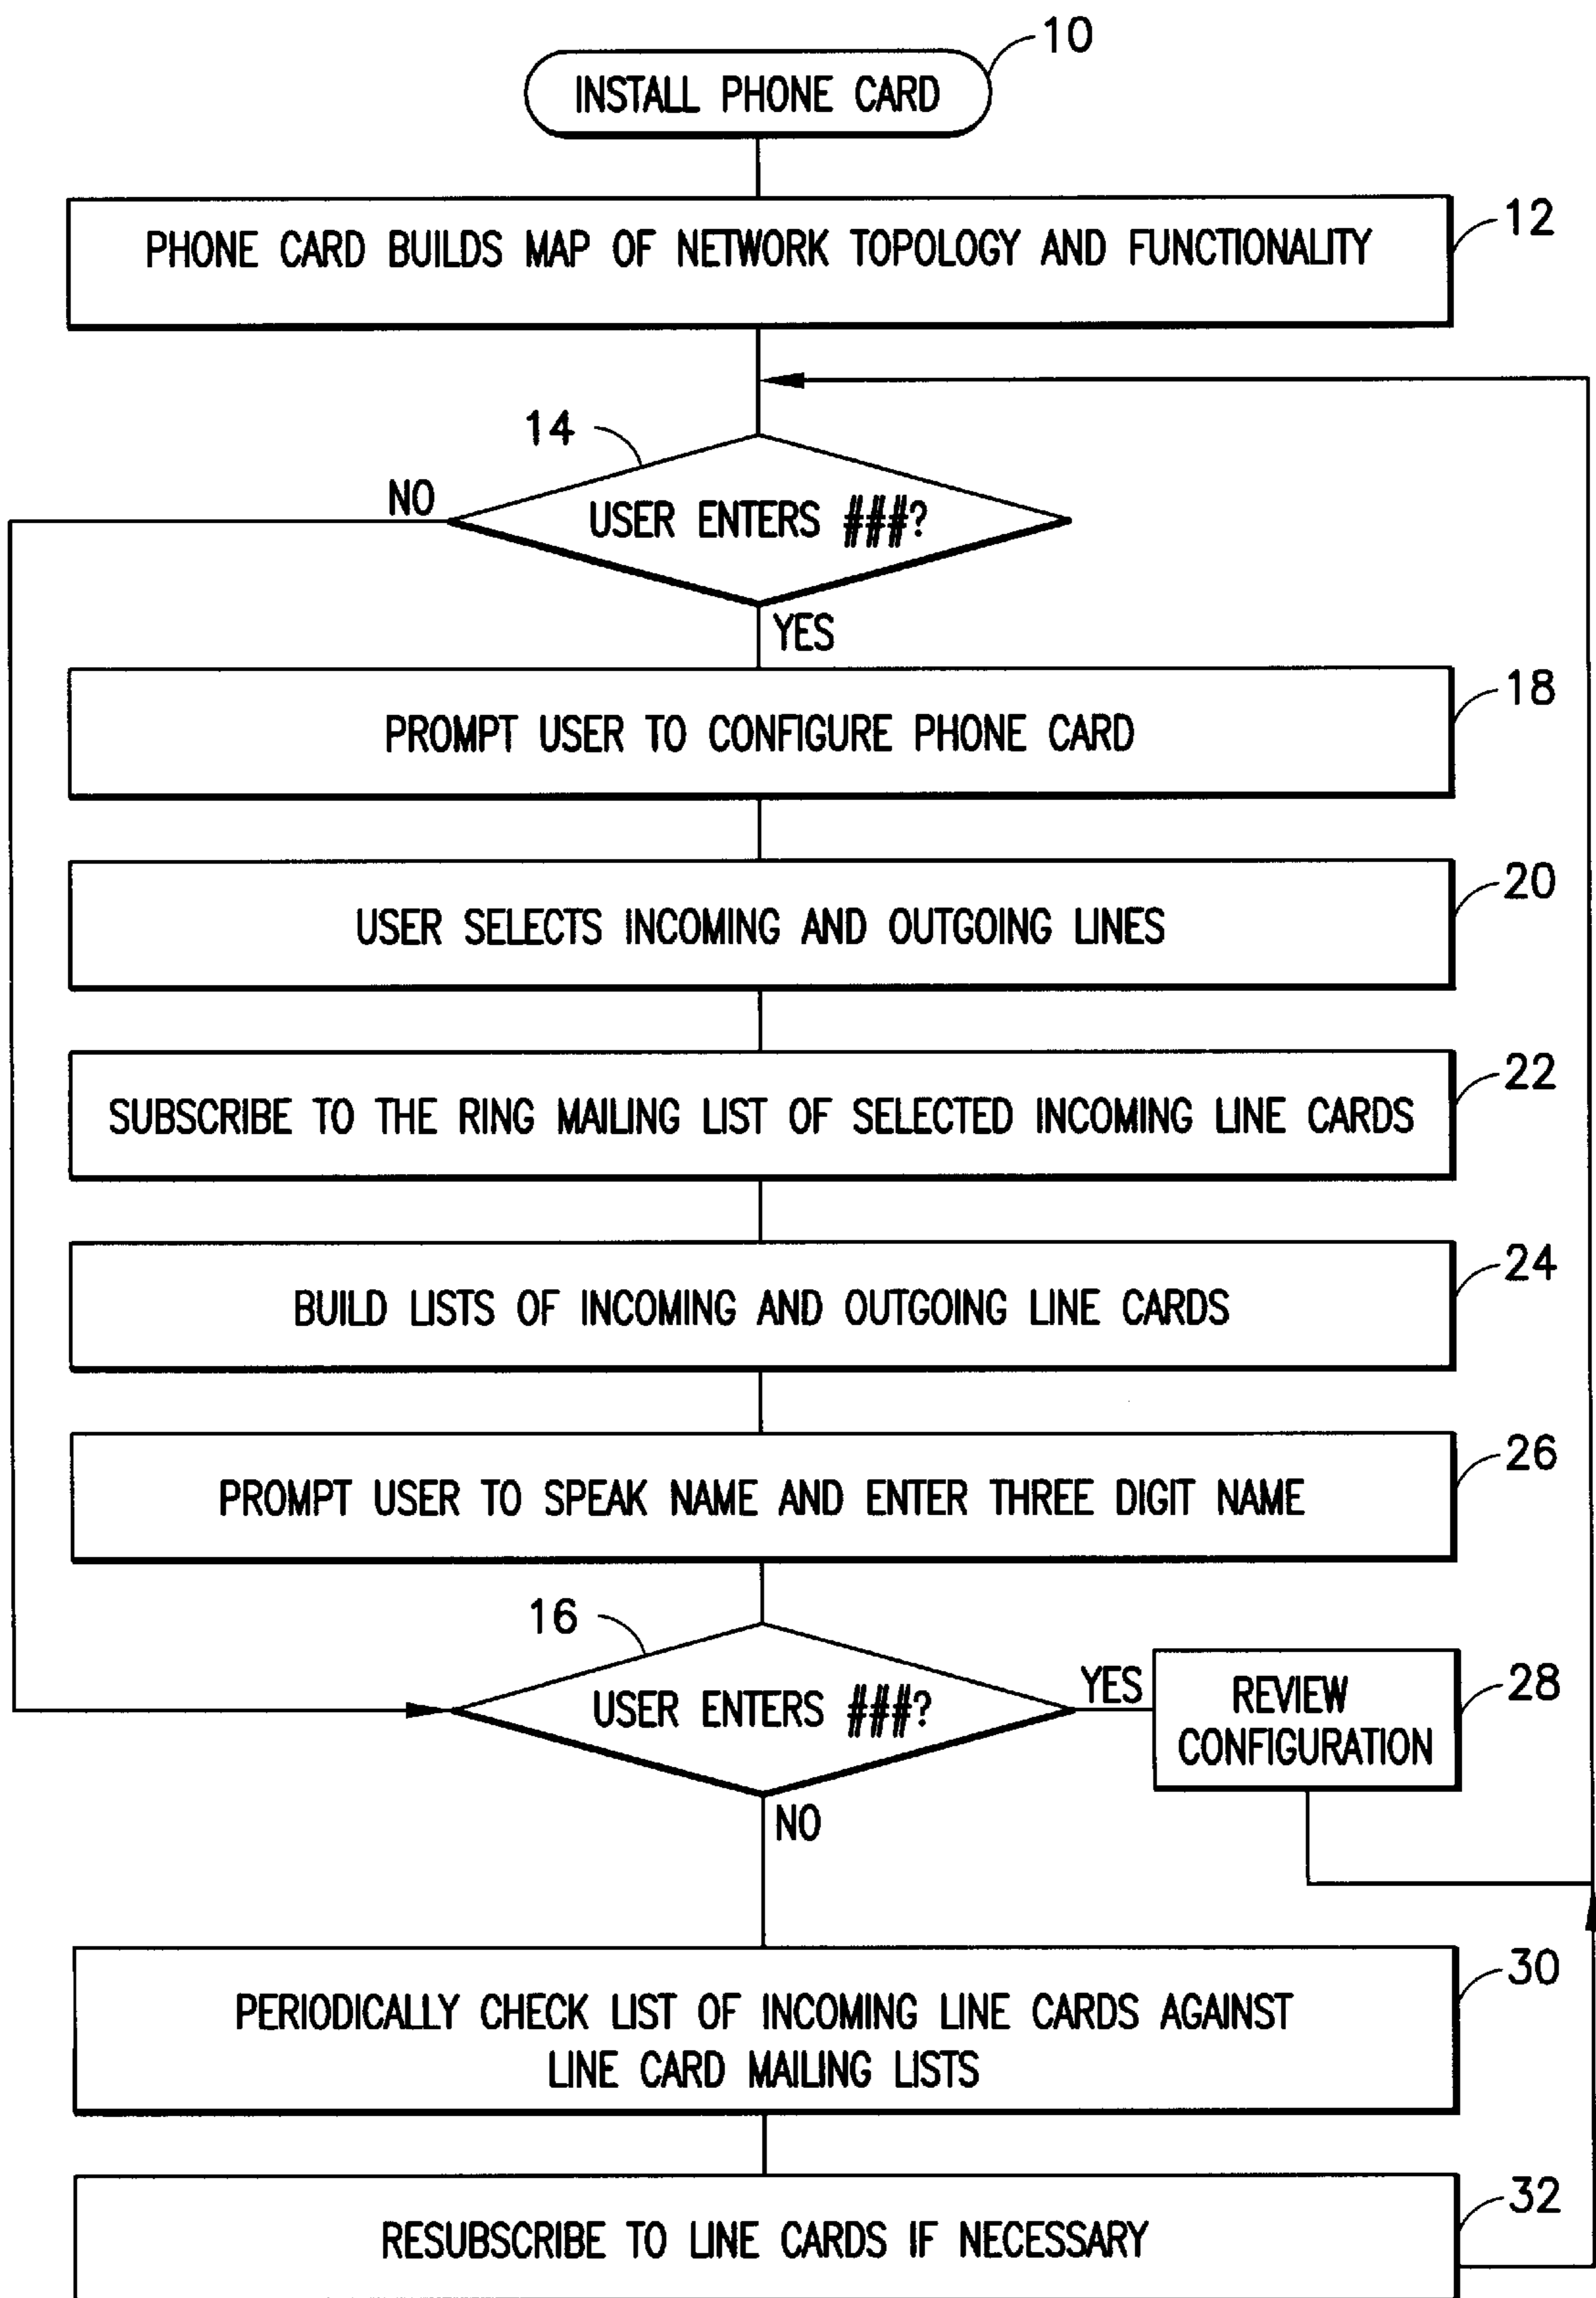 10
INSTALL PHONE CARD
12
PHONE CARD BUILDS MAP OF NETWORK TOPOLOGY AND FUNCTIONALITY
14
NO
USER ENTERS ###?
YES
18
PROMPT USER TO CONFIGURE PHONE CARD
20
USER SELECTS INCOMING AND OUTGOING LINES
22
SUBSCRIBE TO THE RING MAILING LIST OF SELECTED INCOMING LINE CARDS
24
BUILD LISTS OF INCOMING AND OUTGOING LINE CARDS
26
PROMPT USER TO SPEAK NAME AND ENTER THREE DIGIT NAME
16
USER ENTERS ###?
YES
REVIEW
CONFIGURATION
28
NO
30
PERIODICALLY CHECK LIST OF INCOMING LINE CARDS AGAINST
LINE CARD MAILING LISTS
32
RESUBSCRIBE TO LINE CARDS IF NECESSARY